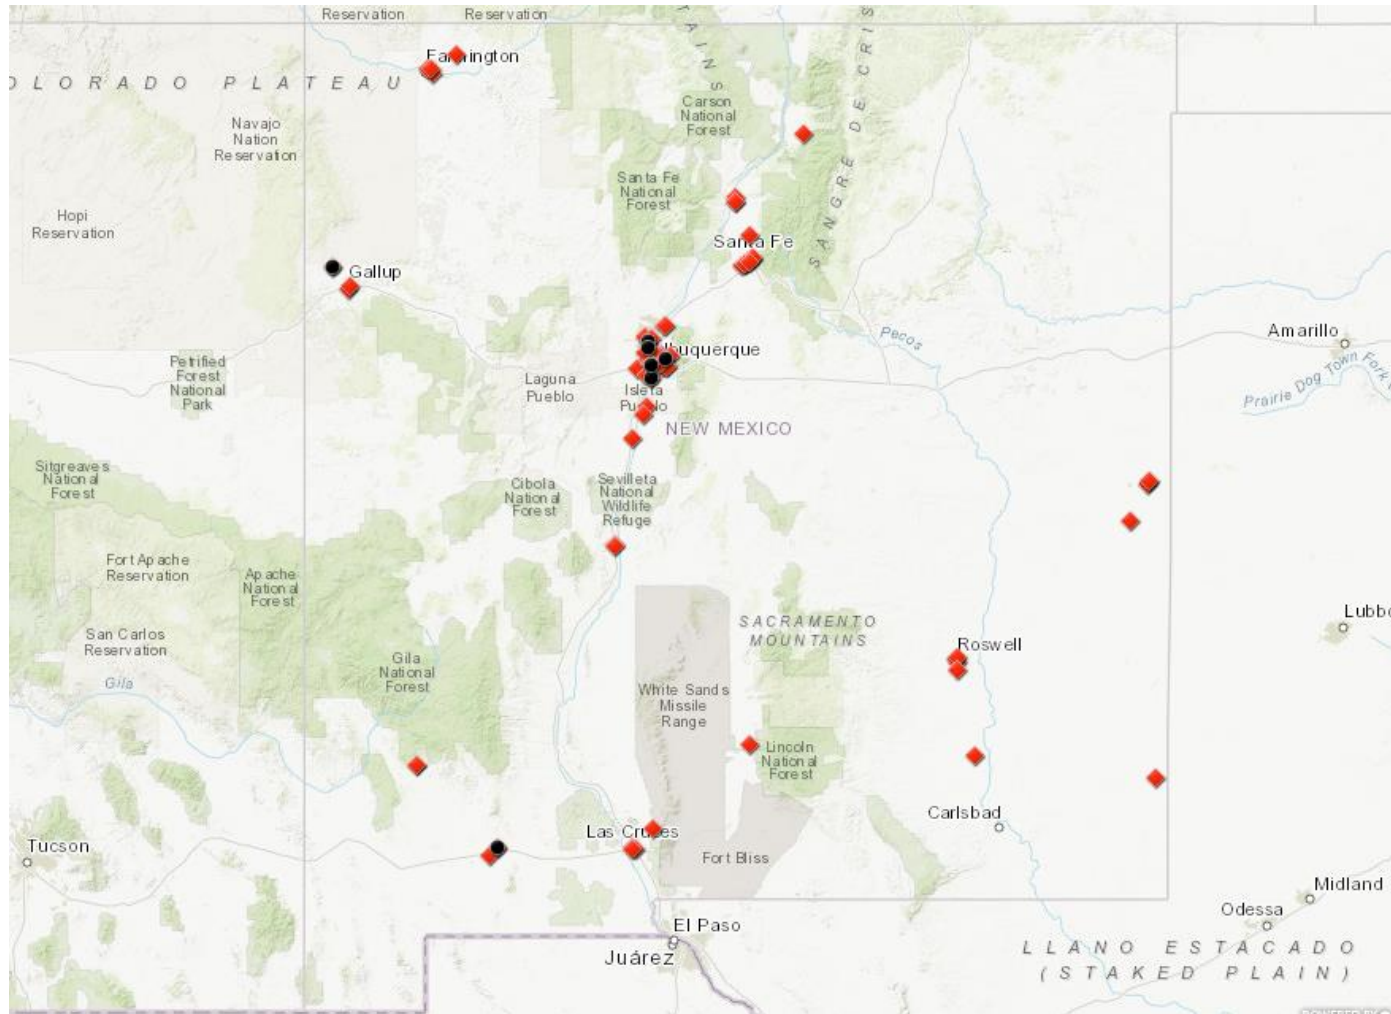 Reservation
Reservation
TAINS
SANGRE DE CRIS
Farmington
OLORADO PLATEAU
Carson
National
Forest
Navajo
Nation
Reservation
Santa Fe
National
Forest
Hopi
Reservation
Santa Fe
Gallup
Pecos
Amarillo
Albuquerque
Petrified
Forest
National
Park
Laguna
Pueblo
Isleta
Pueblo
Prairie Dog Town Fork
NEW MEXICO
Sitgreaves
National
Forest
Cibola
National
Forest
Sevilleta
National
Wildlife
Refuge
Fort Apache
Reservation
Apache
National
Forest
Lubbo
SACRAMENTO
MOUNTAINS
San Carlos
Reservation
Roswell
Gila
National
Forest
Gila
White Sands
Missile
Range
Lincoln
National
Forest
Carlsbad
Las Cruces
Tucson
Fort Bliss
Midland
Odessa
El Paso
Juárez
LLANO ESTACADO
(STAKED PLAIN)